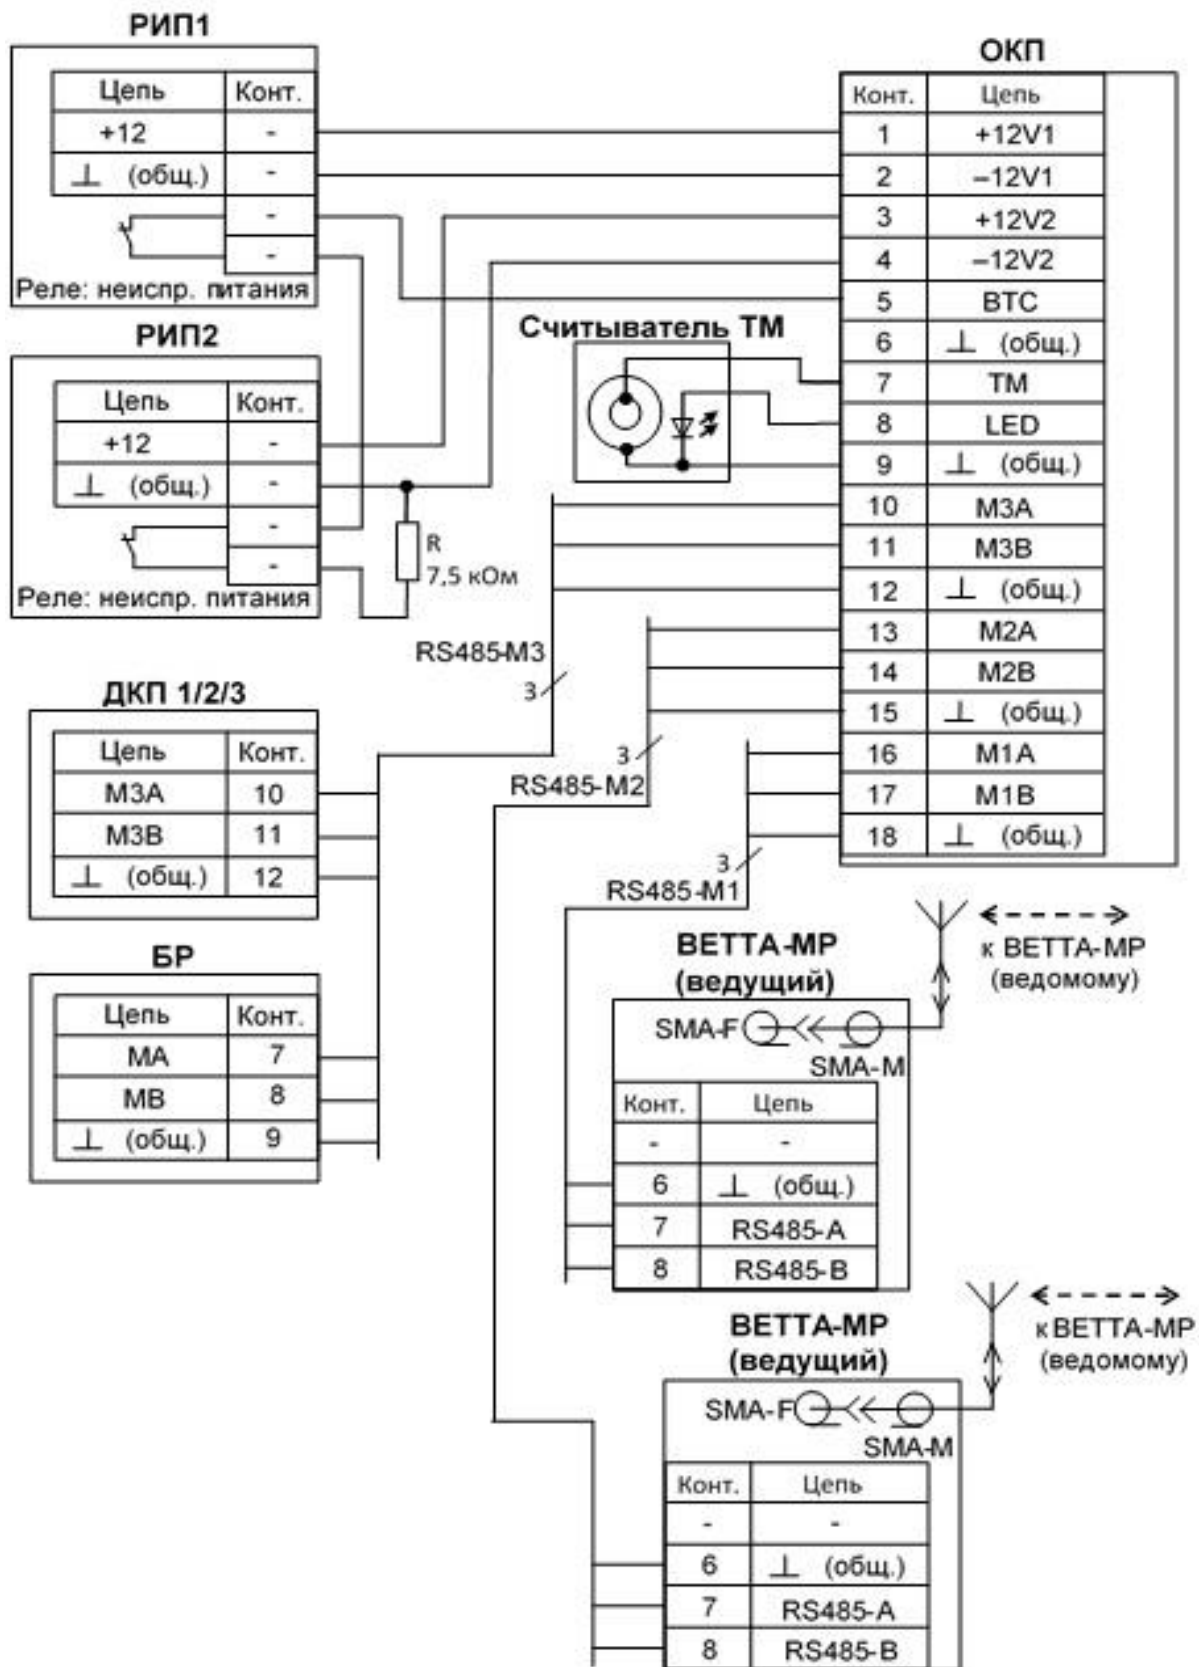 РИП1
Цепь Конт.
+12 -
⊥ (общ.) -
-
-
Реле: неиспр. питания
РИП2
Цепь Конт.
+12 -
⊥ (общ.) -
-
-
Реле: неиспр. питания
R
7,5 кОм
Считыватель ТМ
ОКП
Конт. Цепь
1 +12V1
2 –12V1
3 +12V2
4 –12V2
5 ВТС
6 ⊥ (общ.)
7 ТМ
8 LED
9 ⊥ (общ.)
10 М3А
11 М3В
12 ⊥ (общ.)
13 М2А
14 М2В
15 ⊥ (общ.)
16 М1А
17 М1В
18 ⊥ (общ.)
RS485-М3
3
3
RS485-М2
3
RS485-М1
ДКП 1/2/3
Цепь Конт.
М3А 10
М3В 11
⊥ (общ.) 12
БР
Цепь Конт.
МА 7
МВ 8
⊥ (общ.) 9
ВЕТТА-МР
(ведущий)
к ВЕТТА-МР
(ведомому)
SMA-F
SMA-M
Конт. Цепь
- -
6 ⊥ (общ.)
7 RS485-A
8 RS485-B
ВЕТТА-МР
(ведущий)
к ВЕТТА-МР
(ведомому)
SMA-F
SMA-M
Конт. Цепь
- -
6 ⊥ (общ.)
7 RS485-A
8 RS485-B